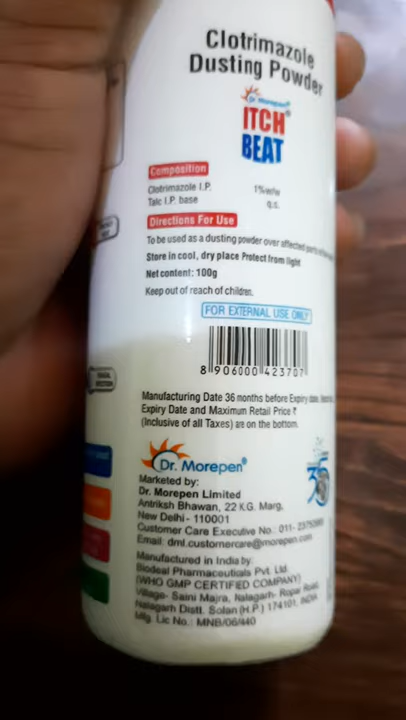 Clotrimazole
Dusting Powder
Dr. Morepen®
ITCH®
BEAT
Composition
Clotrimazole I.P. 1%w/w
Talc I.P. base q.s.
Directions For Use
To be used as a dusting powder over affected parts
Store in cool, dry place Protect from light
Net content: 100g
Keep out of reach of children.
FOR EXTERNAL USE ONLY
8 906000 423707
Manufacturing Date 36 months before Expiry date.
Expiry Date and Maximum Retail Price ₹
(Inclusive of all Taxes) are on the bottom.
Dr. Morepen®
35
Marketed by:
Dr. Morepen Limited
Antriksh Bhawan, 22 K.G. Marg,
New Delhi - 110001
Customer Care Executive No.: 011-
Email: dml.customercare@morepen.com
Manufactured in India by:
Biodeal Pharmaceuticals Pvt. Ltd.
(WHO GMP CERTIFIED COMPANY)
Village- Saini Majra, Nalagarh- Ropar Road,
Nalagarh Distt. Solan (H.P.) 174101, INDIA
Mfg. Lic No.: MNB/06/440